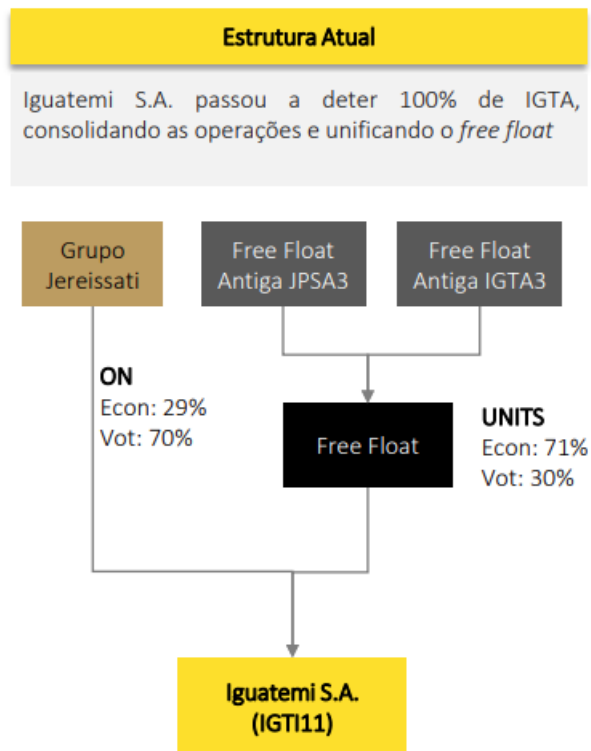 Estrutura Atual
Iguatemi S.A. passou a deter 100% de IGTA,
consolidando as operações e unificando o free float
Grupo
Jereissati
Free Float
Antiga JPSA3
Free Float
Antiga IGTA3
ON
Econ: 29%
Vot: 70%
Free Float
UNITS
Econ: 71%
Vot: 30%
Iguatemi S.A.
(IGTI11)